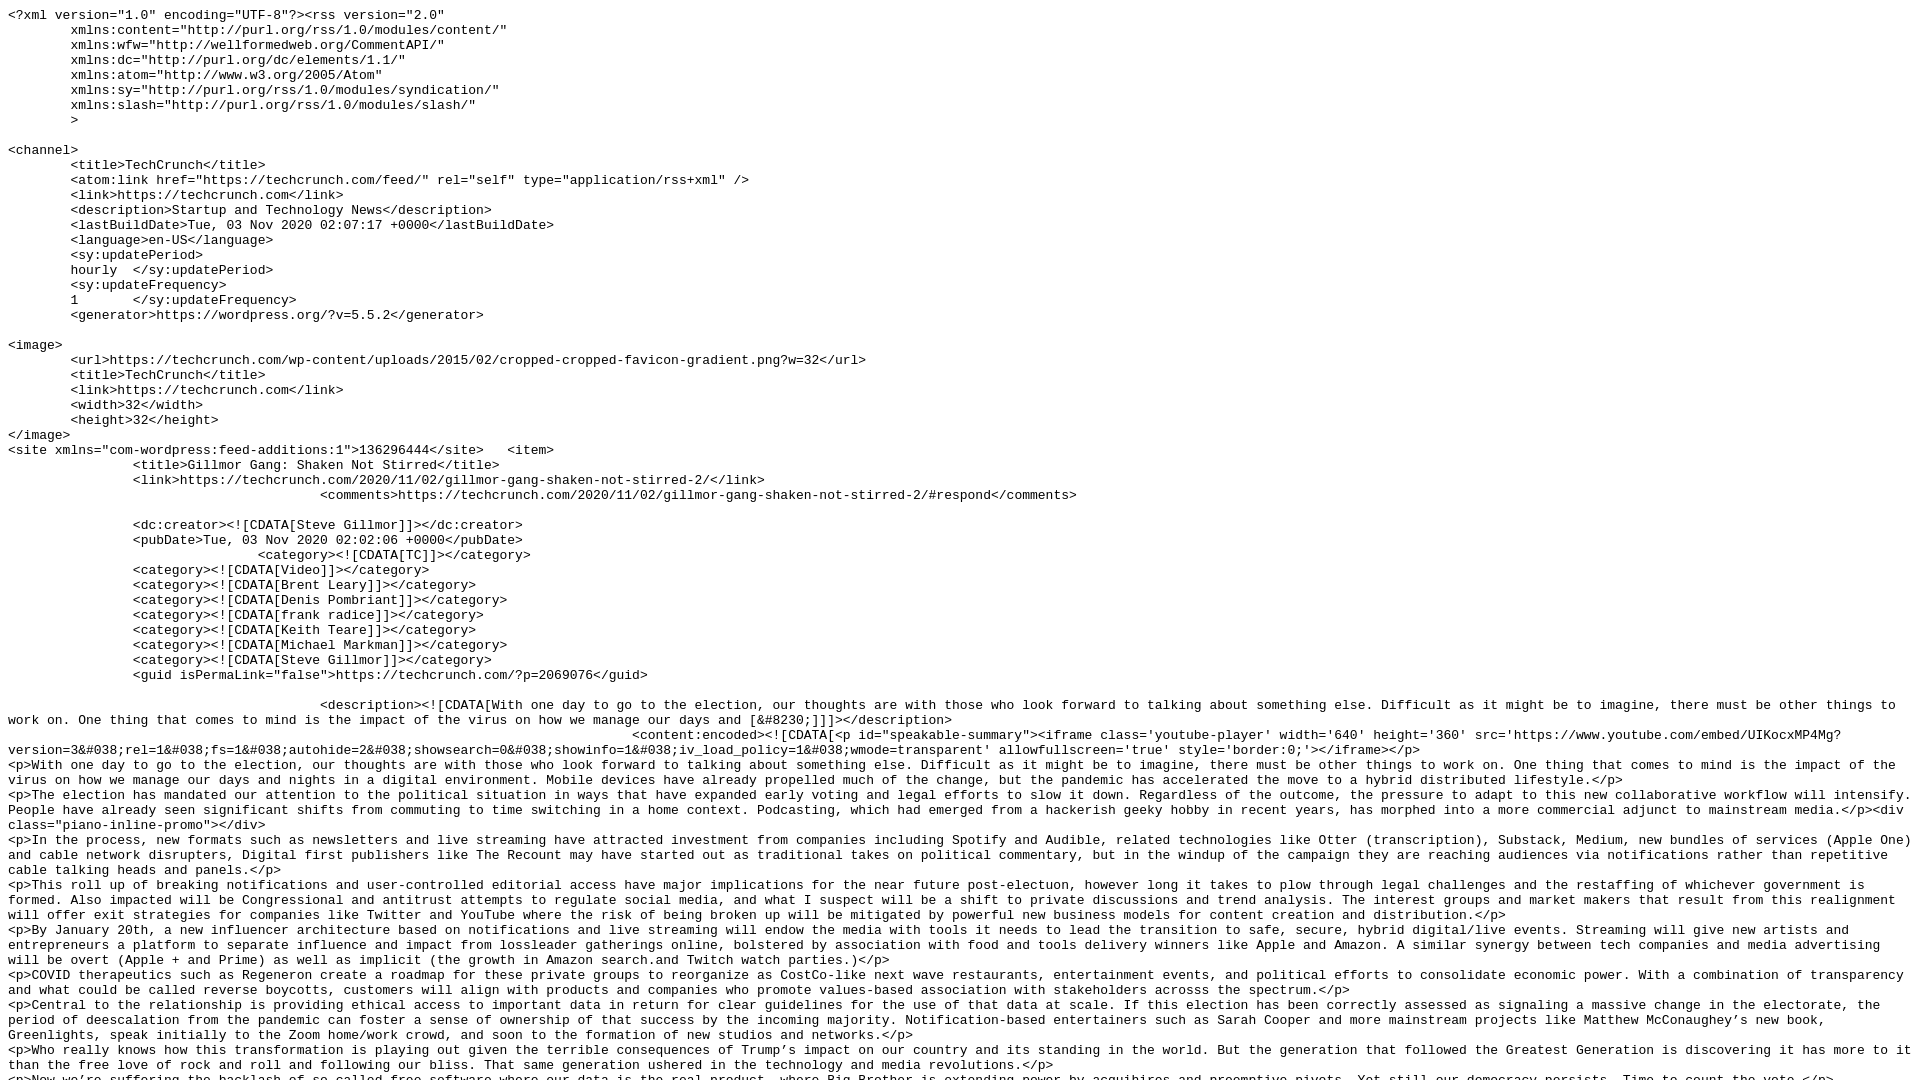 <?xml version="1.0" encoding="UTF-8"?><rss version="2.0"
xmlns:content="http://purl.org/rss/1.0/modules/content/"
xmlns:wfw="http://wellformedweb.org/CommentAPI/"
xmlns:dc="http://purl.org/dc/elements/1.1/"
xmlns:atom="http://www.w3.org/2005/Atom"
xmlns:sy="http://purl.org/rss/1.0/modules/syndication/"
xmlns:slash="http://purl.org/rss/1.0/modules/slash/"
>
<channel>
<title>TechCrunch</title>
<atom:link href="https://techcrunch.com/feed/" rel="self" type="application/rss+xml" />
<link>https://techcrunch.com</link>
<description>Startup and Technology News</description>
<lastBuildDate>Tue, 03 Nov 2020 02:07:17 +0000</lastBuildDate>
<language>en-US</language>
<sy:updatePeriod>
hourly  </sy:updatePeriod>
<sy:updateFrequency>
1       </sy:updateFrequency>
<generator>https://wordpress.org/?v=5.5.2</generator>
<image>
<url>https://techcrunch.com/wp-content/uploads/2015/02/cropped-cropped-favicon-gradient.png?w=32</url>
<title>TechCrunch</title>
<link>https://techcrunch.com</link>
<width>32</width>
<height>32</height>
</image>
<site xmlns="com-wordpress:feed-additions:1">136296444</site>   <item>
<title>Gillmor Gang: Shaken Not Stirred</title>
<link>https://techcrunch.com/2020/11/02/gillmor-gang-shaken-not-stirred-2/</link>
<comments>https://techcrunch.com/2020/11/02/gillmor-gang-shaken-not-stirred-2/#respond</comments>
<dc:creator><![CDATA[Steve Gillmor]]></dc:creator>
<pubDate>Tue, 03 Nov 2020 02:02:06 +0000</pubDate>
<category><![CDATA[TC]]></category>
<category><![CDATA[Video]]></category>
<category><![CDATA[Brent Leary]]></category>
<category><![CDATA[Denis Pombriant]]></category>
<category><![CDATA[frank radice]]></category>
<category><![CDATA[Keith Teare]]></category>
<category><![CDATA[Michael Markman]]></category>
<category><![CDATA[Steve Gillmor]]></category>
<guid isPermaLink="false">https://techcrunch.com/?p=2069076</guid>
<description><![CDATA[With one day to go to the election, our thoughts are with those who look forward to talking about something else. Difficult as it might be to imagine, there must be other things to
work on. One thing that comes to mind is the impact of the virus on how we manage our days and [&#8230;]]]></description>
<content:encoded><![CDATA[<p id="speakable-summary"><iframe class='youtube-player' width='640' height='360' src='https://www.youtube.com/embed/UIKocxMP4Mg?
version=3&#038;rel=1&#038;fs=1&#038;autohide=2&#038;showsearch=0&#038;showinfo=1&#038;iv_load_policy=1&#038;wmode=transparent' allowfullscreen='true' style='border:0;'></iframe></p>
<p>With one day to go to the election, our thoughts are with those who look forward to talking about something else. Difficult as it might be to imagine, there must be other things to work on. One thing that comes to mind is the impact of the
virus on how we manage our days and nights in a digital environment. Mobile devices have already propelled much of the change, but the pandemic has accelerated the move to a hybrid distributed lifestyle.</p>
<p>The election has mandated our attention to the political situation in ways that have expanded early voting and legal efforts to slow it down. Regardless of the outcome, the pressure to adapt to this new collaborative workflow will intensify.
People have already seen significant shifts from commuting to time switching in a home context. Podcasting, which had emerged from a hackerish geeky hobby in recent years, has morphed into a more commercial adjunct to mainstream media.</p><div
class="piano-inline-promo"></div>
<p>In the process, new formats such as newsletters and live streaming have attracted investment from companies including Spotify and Audible, related technologies like Otter (transcription), Substack, Medium, new bundles of services (Apple One)
and cable network disrupters, Digital first publishers like The Recount may have started out as traditional takes on political commentary, but in the windup of the campaign they are reaching audiences via notifications rather than repetitive
cable talking heads and panels.</p>
<p>This roll up of breaking notifications and user-controlled editorial access have major implications for the near future post-electuon, however long it takes to plow through legal challenges and the restaffing of whichever government is
formed. Also impacted will be Congressional and antitrust attempts to regulate social media, and what I suspect will be a shift to private discussions and trend analysis. The interest groups and market makers that result from this realignment
will offer exit strategies for companies like Twitter and YouTube where the risk of being broken up will be mitigated by powerful new business models for content creation and distribution.</p>
<p>By January 20th, a new influencer architecture based on notifications and live streaming will endow the media with tools it needs to lead the transition to safe, secure, hybrid digital/live events. Streaming will give new artists and
entrepreneurs a platform to separate influence and impact from lossleader gatherings online, bolstered by association with food and tools delivery winners like Apple and Amazon. A similar synergy between tech companies and media advertising
will be overt (Apple + and Prime) as well as implicit (the growth in Amazon search.and Twitch watch parties.)</p>
<p>COVID therapeutics such as Regeneron create a roadmap for these private groups to reorganize as CostCo-like next wave restaurants, entertainment events, and political efforts to consolidate economic power. With a combination of transparency
and what could be called reverse boycotts, customers will align with products and companies who promote values-based association with stakeholders acrosss the spectrum.</p>
<p>Central to the relationship is providing ethical access to important data in return for clear guidelines for the use of that data at scale. If this election has been correctly assessed as signaling a massive change in the electorate, the
period of deescalation from the pandemic can foster a sense of ownership of that success by the incoming majority. Notification-based entertainers such as Sarah Cooper and more mainstream projects like Matthew McConaughey’s new book,
Greenlights, speak initially to the Zoom home/work crowd, and soon to the formation of new studios and networks.</p>
<p>Who really knows how this transformation is playing out given the terrible consequences of Trump’s impact on our country and its standing in the world. But the generation that followed the Greatest Generation is discovering it has more to it
than the free love of rock and roll and following our bliss. That same generation ushered in the technology and media revolutions.</p>
<p>Now we’re suffering the backlash of so-called free software where our data is the real product, where Big Brother is extending power by acquihires and preemptive pivots. Yet still our democracy persists. Time to count the vote.</p>